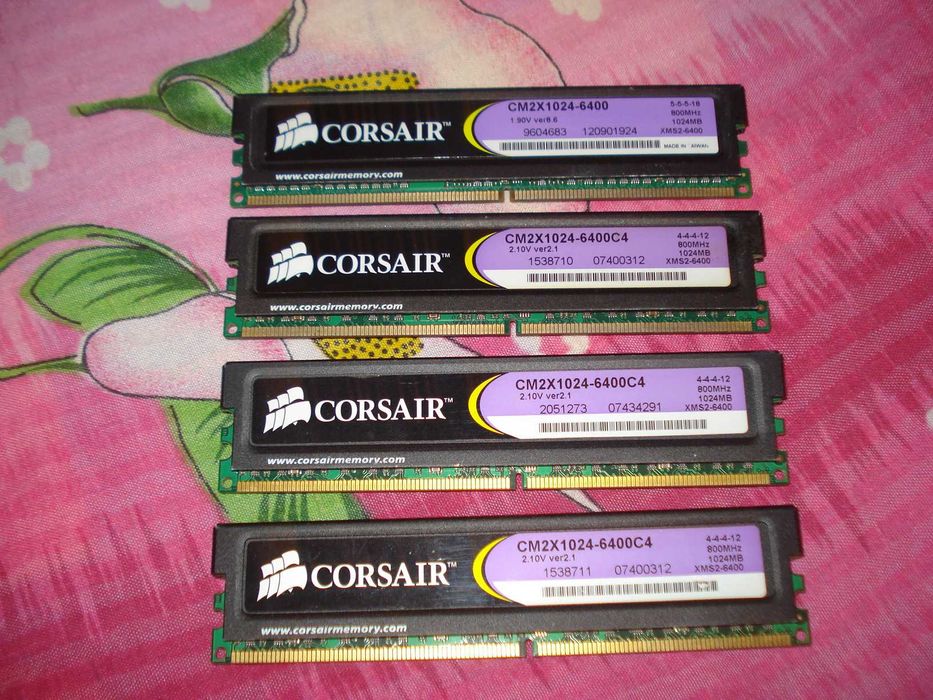 CORSAIR™
www.corsairmemory.com
CM2X1024-6400
1.90V ver8.6
9604683 120901924
5-5-5-18
800MHz
1024MB
XMS2-6400
MADE IN TAIWAN
CORSAIR™
www.corsairmemory.com
CM2X1024-6400C4
2.10V ver2.1
1538710 07400312
4-4-4-12
800MHz
1024MB
XMS2-6400
CORSAIR™
www.corsairmemory.com
CM2X1024-6400C4
2.10V ver2.1
2051273 07434291
4-4-4-12
800MHz
1024MB
XMS2-6400
CORSAIR™
www.corsairmemory.com
CM2X1024-6400C4
2.10V ver2.1
1538711 07400312
4-4-4-12
800MHz
1024MB
XMS2-6400